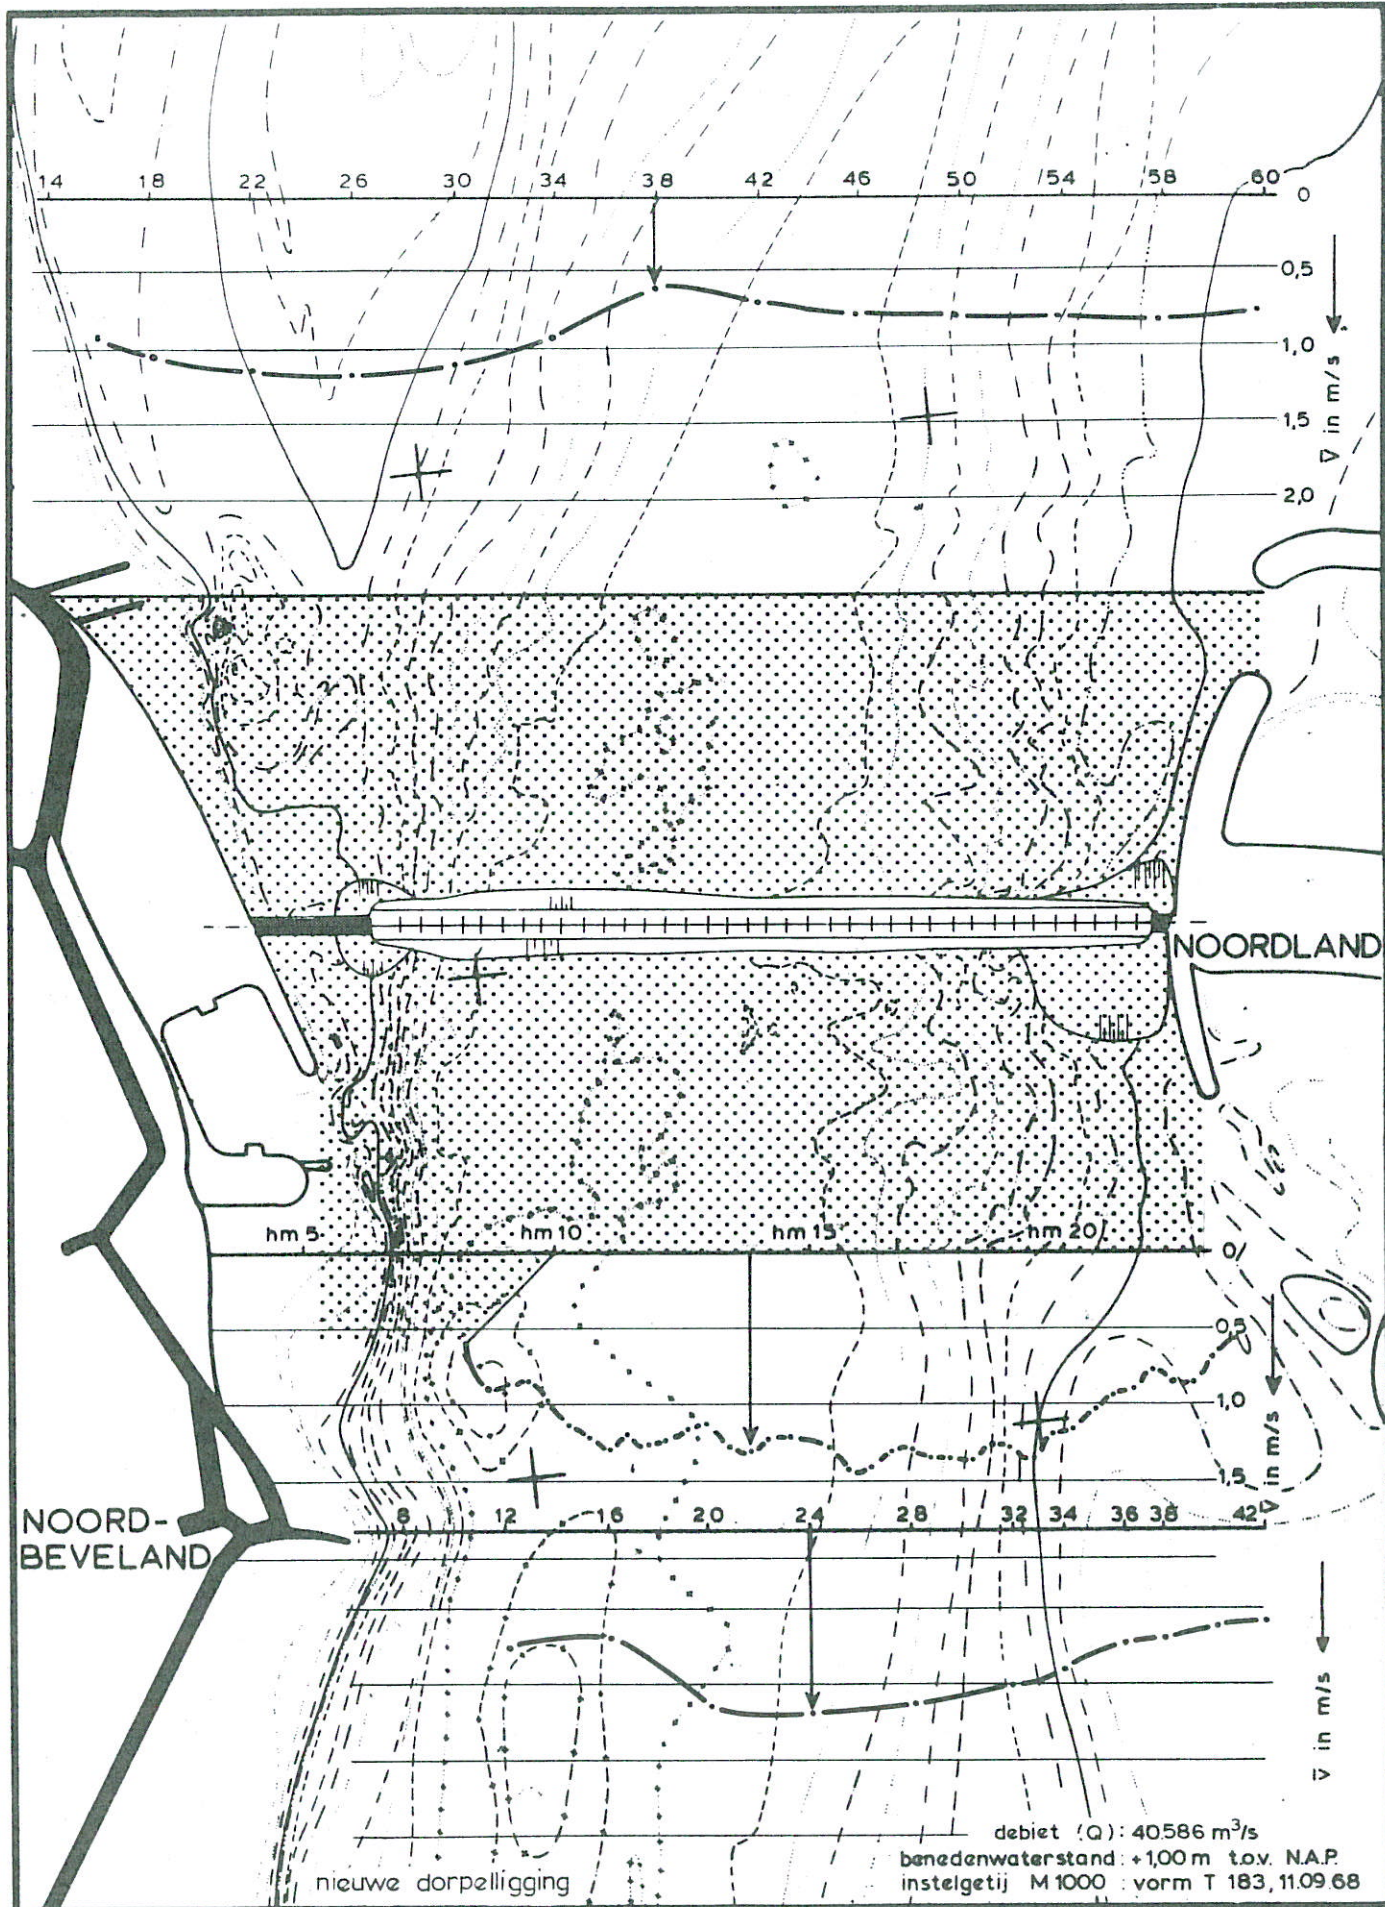 14 18 22 26 30 34 38 42 46 50 54 58 60
0
0,5
1,0
1,5
2,0
v̅ in m/s
NOORDLAND
hm 5 hm 10 hm 15 hm 20
0
0,5
1,0
1,5
v̅ in m/s
NOORD-
BEVELAND
8 12 16 20 24 28 32 34 36 38 42
v̅ in m/s
debiet (Q): 40.586 m³/s
benedenwaterstand: +1,00 m t.o.v. N.A.P.
instelgetij M 1000 : vorm T 183, 11.09.68
nieuwe dorpelligging